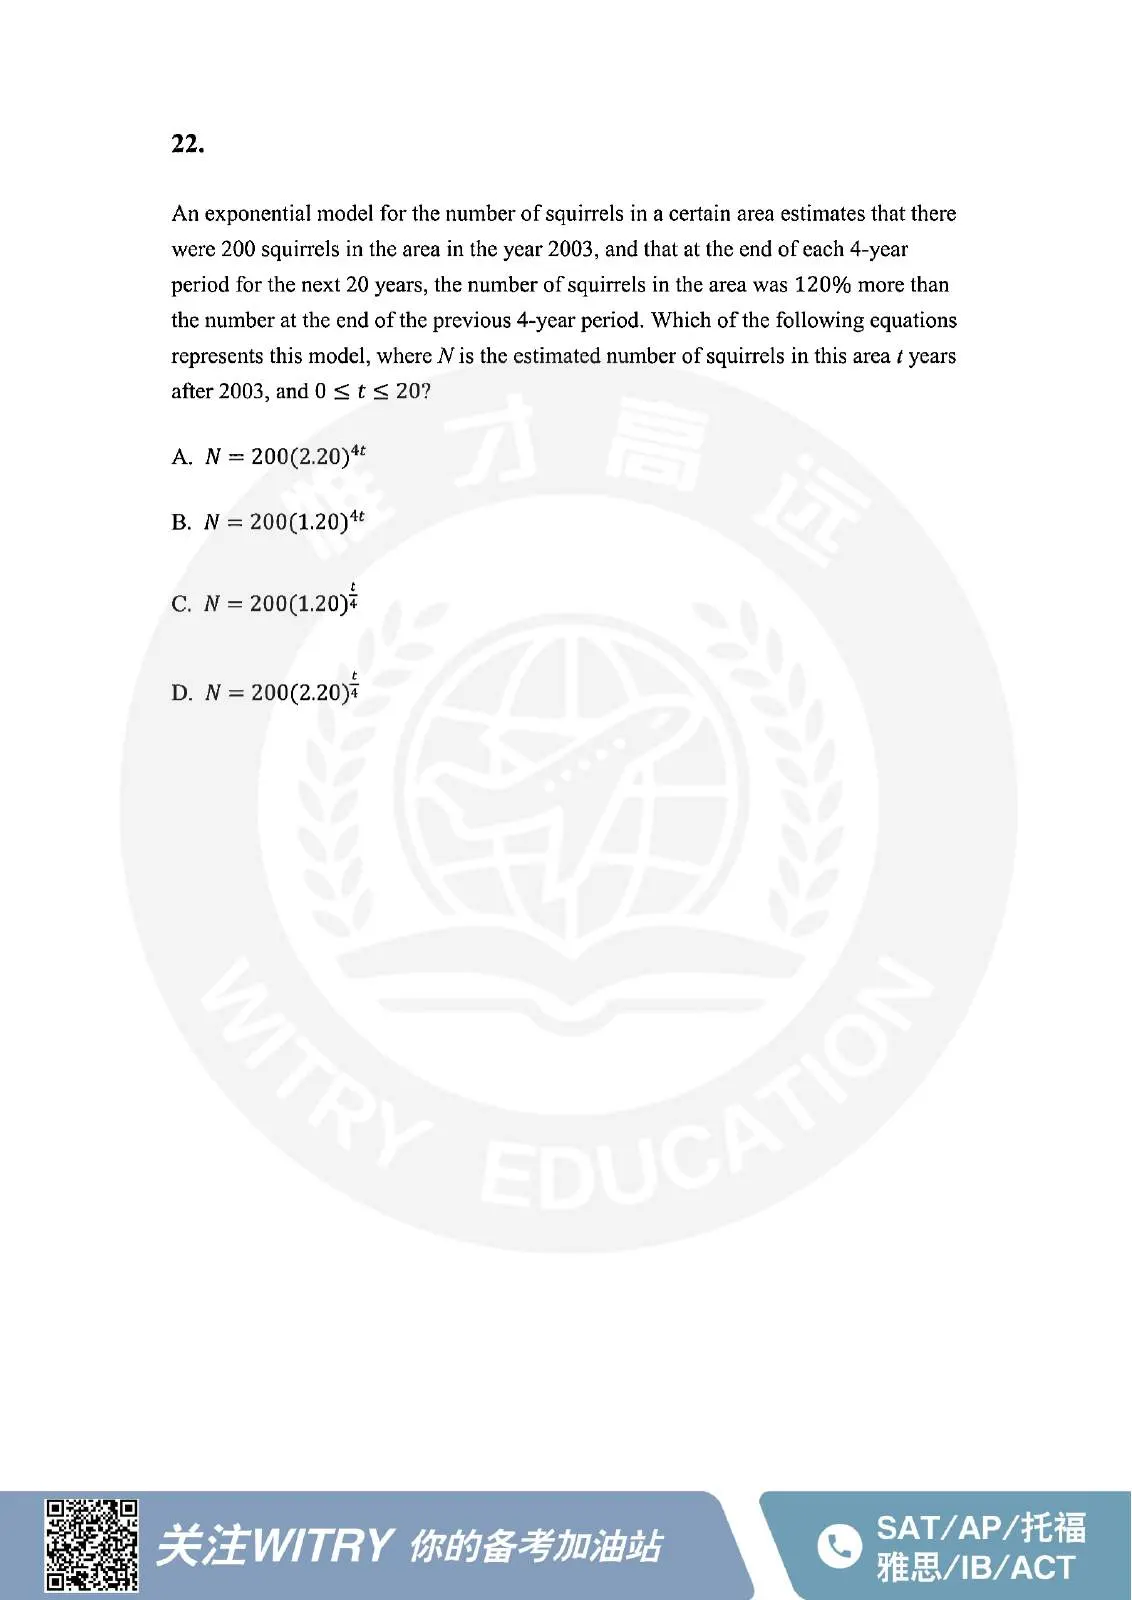 22.
An exponential model for the number of squirrels in a certain area estimates that there
were 200 squirrels in the area in the year 2003, and that at the end of each 4-year
period for the next 20 years, the number of squirrels in the area was 120% more than
the number at the end of the previous 4-year period. Which of the following equations
represents this model, where N is the estimated number of squirrels in this area t years
after 2003, and 0 ≤ t ≤ 20?
A. N = 200(2.20)^{4t}
B. N = 200(1.20)^{4t}
C. N = 200(1.20)^{\frac{t}{4}}
D. N = 200(2.20)^{\frac{t}{4}}
惟才高远
WITRY EDUCATION
关注WITRY 你的备考加油站
SAT/AP/托福
雅思/IB/ACT